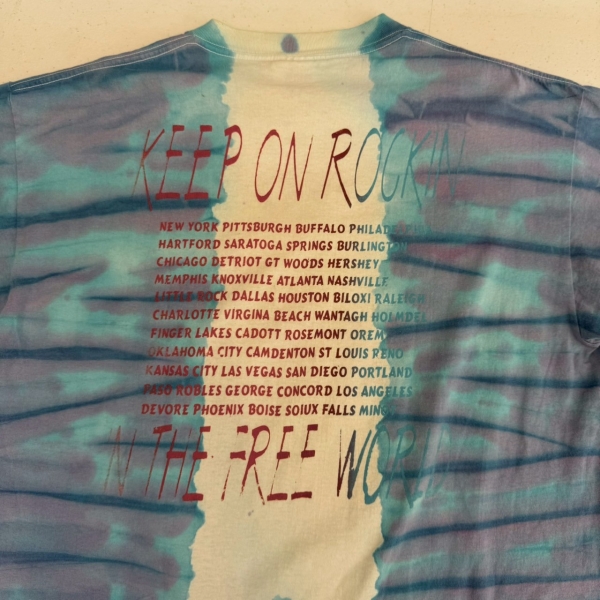 KEEP ON ROCKIN'
NEW YORK PITTSBURGH BUFFALO PHILADELPHIA
HARTFORD SARATOGA SPRINGS BURLINGTON
CHICAGO DETRIOT GT WOODS HERSHEY
MEMPHIS KNOXVILLE ATLANTA NASHVILLE
LITTLE ROCK DALLAS HOUSTON BILOXI RALEIGH
CHARLOTTE VIRGINA BEACH WANTAGH HOLMDEL
FINGER LAKES CADOTT ROSEMONT OREM
OKLAHOMA CITY CAMDENTON ST LOUIS RENO
KANSAS CITY LAS VEGAS SAN DIEGO PORTLAND
PASO ROBLES GEORGE CONCORD LOS ANGELES
DEVORE PHOENIX BOISE SOIUX FALLS
IN THE FREE WORLD